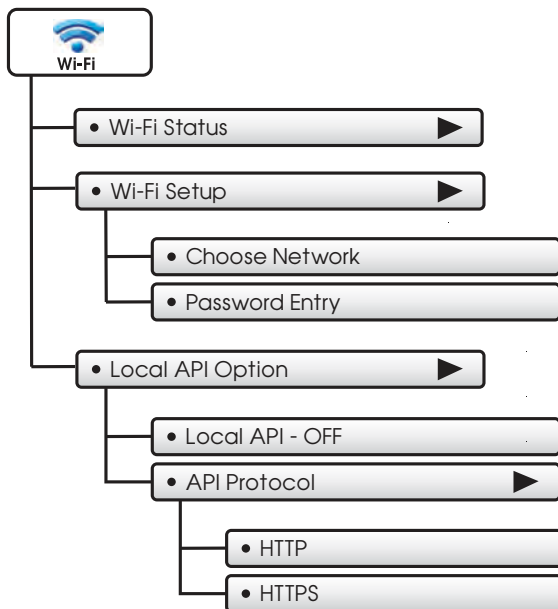 Wi-Fi
• Wi-Fi Status
• Wi-Fi Setup
• Choose Network
• Password Entry
• Local API Option
• Local API - OFF
• API Protocol
• HTTP
• HTTPS